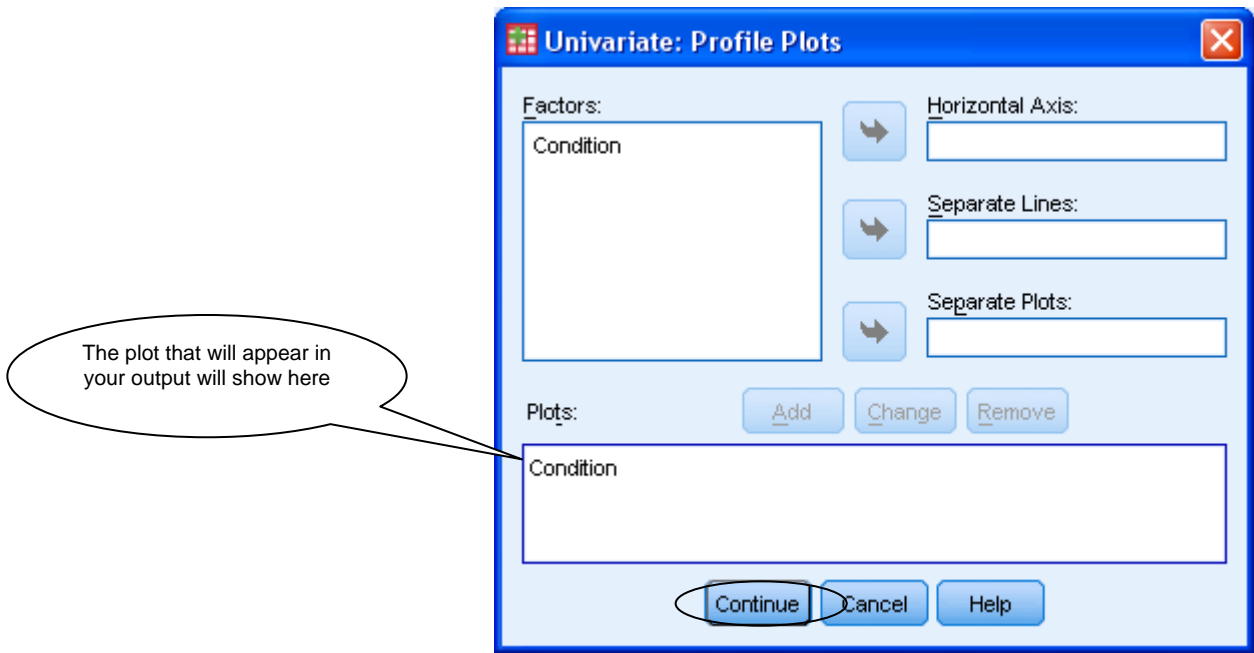 Univariate: Profile Plots
Factors:
Condition
Horizontal Axis:
Separate Lines:
Separate Plots:
The plot that will appear in
your output will show here
Plots:
Add
Change
Remove
Condition
Continue
Cancel
Help